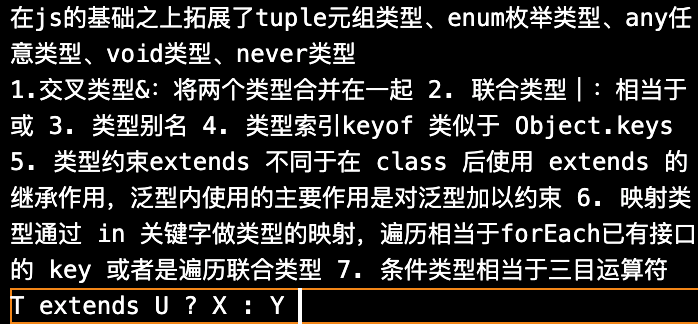 在js的基础之上拓展了tuple元组类型、enum枚举类型、any任
意类型、void类型、never类型
1.交叉类型&: 将两个类型合并在一起 2. 联合类型｜: 相当于
或 3. 类型别名 4. 类型索引keyof 类似于 Object.keys
5. 类型约束extends 不同于在 class 后使用 extends 的
继承作用，泛型内使用的主要作用是对泛型加以约束 6. 映射类
型通过 in 关键字做类型的映射，遍历相当于forEach已有接口
的 key 或者是遍历联合类型 7. 条件类型相当于三目运算符
T extends U ? X : Y